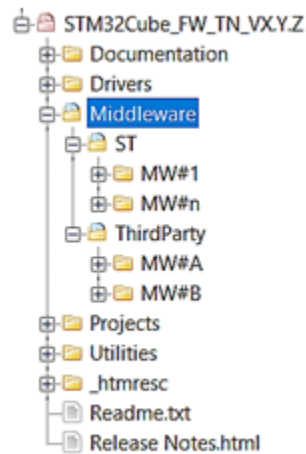 STM32Cube_FW_TN_VX.Y.Z
Documentation
Drivers
Middleware
ST
MW#1
MW#n
ThirdParty
MW#A
MW#B
Projects
Utilities
_htmresc
Readme.txt
Release Notes.html